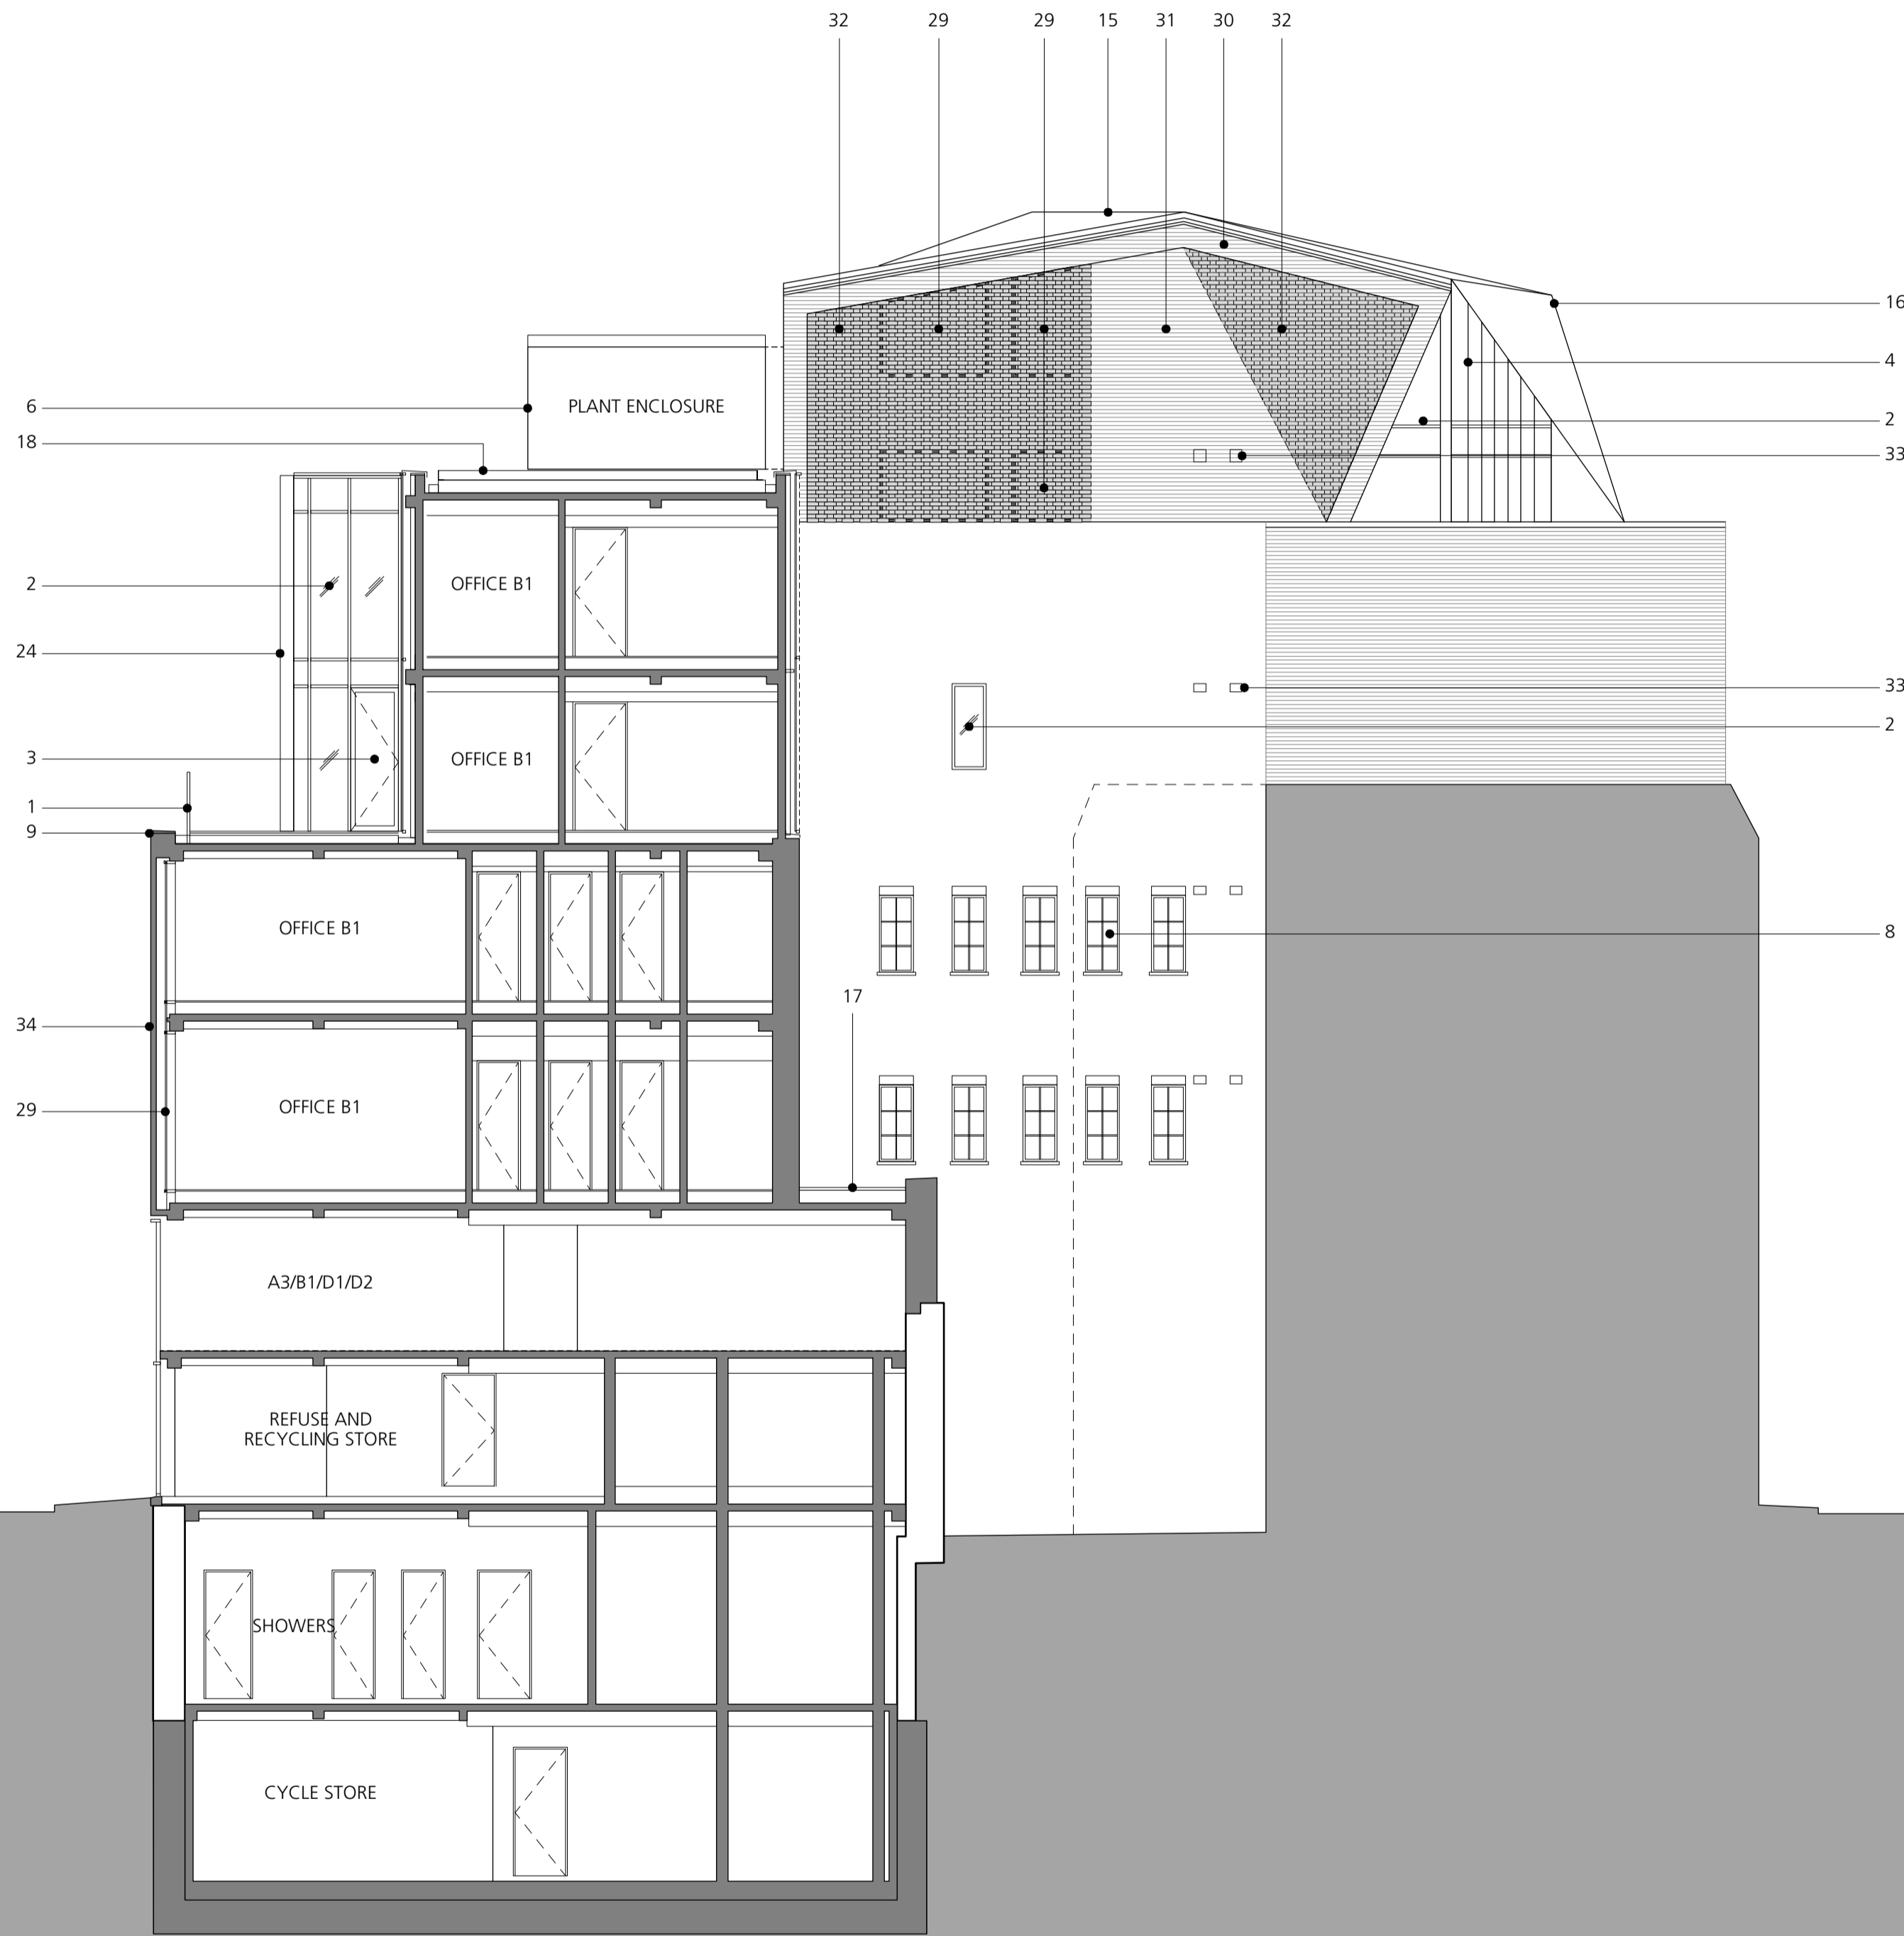 32 29 29 15 31 30 32
16
4
6 PLANT ENCLOSURE
2
18
33
2 OFFICE B1
24
33
2
3 OFFICE B1
1
9
OFFICE B1 8
17
34
29 OFFICE B1
A3/B1/D1/D2
REFUSE AND
RECYCLING STORE
SHOWERS
CYCLE STORE